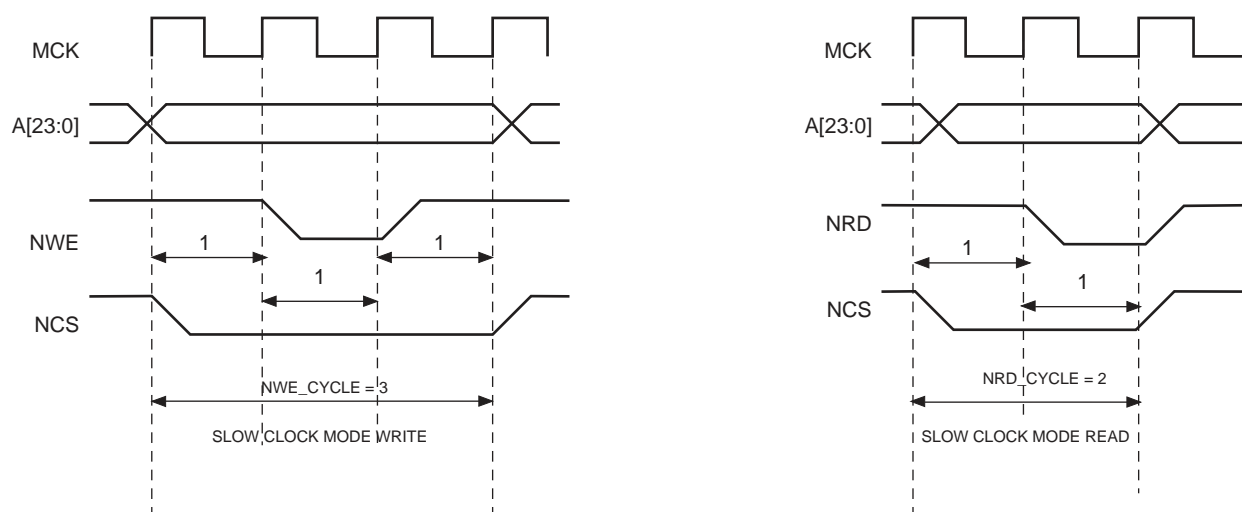 MCK
A[23:0]
NWE
1
1
1
NCS
NWE_CYCLE = 3
SLOW CLOCK MODE WRITE
MCK
A[23:0]
NRD
1
1
NCS
NRD_CYCLE = 2
SLOW CLOCK MODE READ